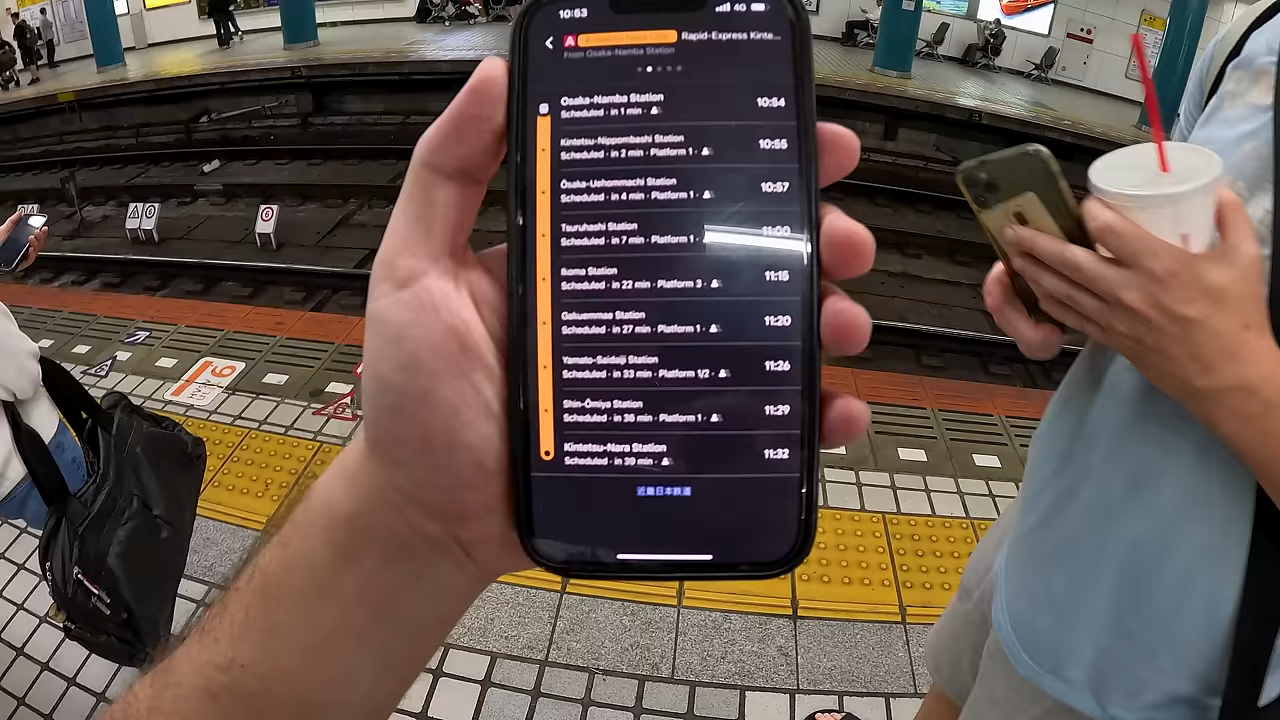 10:53
4G
A
Rapid-Express Kinte...
From Osaka-Namba Station
Osaka-Namba Station
10:54
Scheduled · in 1 min ·
Kintetsu-Nippombashi Station
10:55
Scheduled · in 2 min · Platform 1 ·
Ōsaka-Uehommachi Station
10:57
Scheduled · in 4 min · Platform 1 ·
Tsuruhashi Station
11:00
Scheduled · in 7 min · Platform 1 ·
Ikoma Station
11:15
Scheduled · in 22 min · Platform 3 ·
Gakuemmae Station
11:20
Scheduled · in 27 min · Platform 1 ·
Yamato-Saidaiji Station
11:26
Scheduled · in 33 min · Platform 1/2 ·
Shin-Ōmiya Station
11:29
Scheduled · in 36 min · Platform 1 ·
Kintetsu-Nara Station
11:32
Scheduled · in 39 min ·
近畿日本鉄道